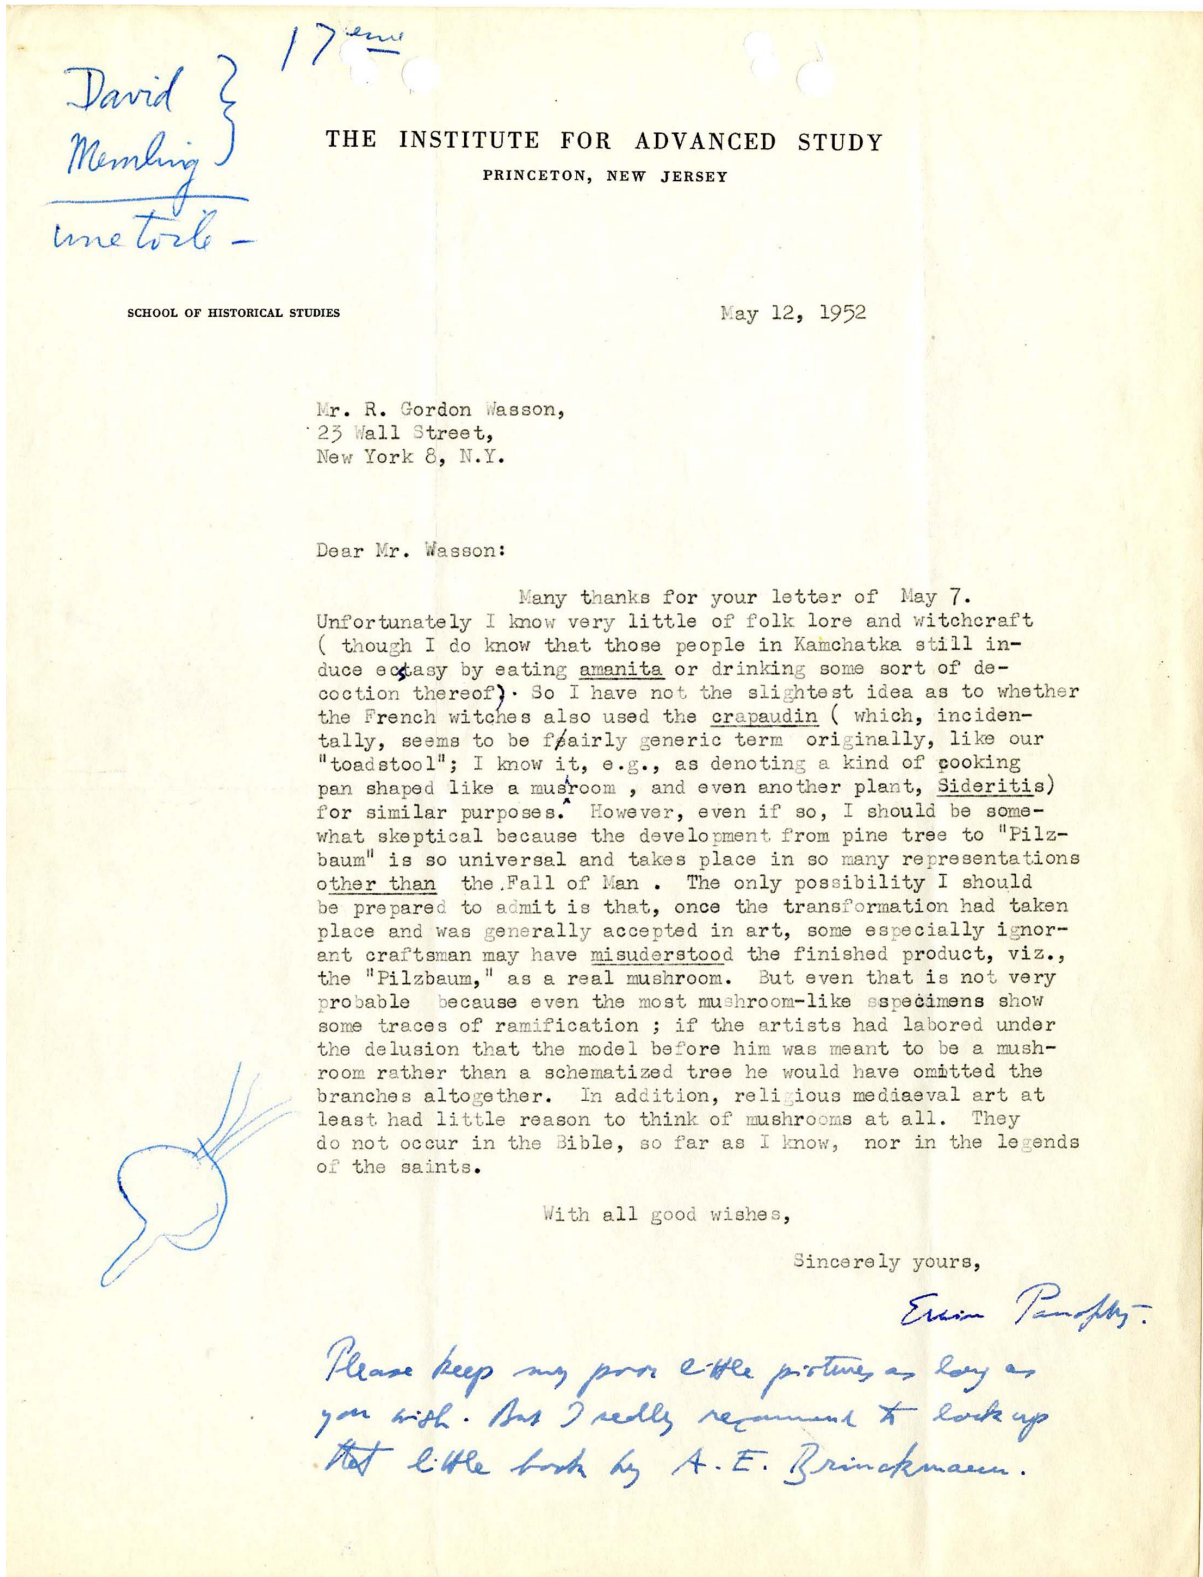 17ème
David
Memling
une toile -
THE INSTITUTE FOR ADVANCED STUDY
PRINCETON, NEW JERSEY
SCHOOL OF HISTORICAL STUDIES
May 12, 1952
Mr. R. Gordon Wasson,
23 Wall Street,
New York 8, N.Y.
Dear Mr. Wasson:
Many thanks for your letter of May 7.
Unfortunately I know very little of folk lore and witchcraft
( though I do know that those people in Kamchatka still in-
duce ecstasy by eating amanita or drinking some sort of de-
coction thereof). So I have not the slightest idea as to whether
the French witches also used the crapaudin ( which, inciden-
tally, seems to be fairly generic term originally, like our
"toadstool"; I know it, e.g., as denoting a kind of cooking
pan shaped like a mushroom , and even another plant, Sideritis)
for similar purposes. However, even if so, I should be some-
what skeptical because the development from pine tree to "Pilz-
baum" is so universal and takes place in so many representations
other than the Fall of Man . The only possibility I should
be prepared to admit is that, once the transformation had taken
place and was generally accepted in art, some especially ignor-
ant craftsman may have misuderstood the finished product, viz.,
the "Pilzbaum," as a real mushroom. But even that is not very
probable because even the most mushroom-like sspecimens show
some traces of ramification ; if the artists had labored under
the delusion that the model before him was meant to be a mush-
room rather than a schematized tree he would have omitted the
branches altogether. In addition, religious mediaeval art at
least had little reason to think of mushrooms at all. They
do not occur in the Bible, so far as I know, nor in the legends
of the saints.
With all good wishes,
Sincerely yours,
Erwin Panofsky.
Please keep my poor little pictures as long as
you wish. But I really recommend to look up
that little book by A. E. Brinckmann.